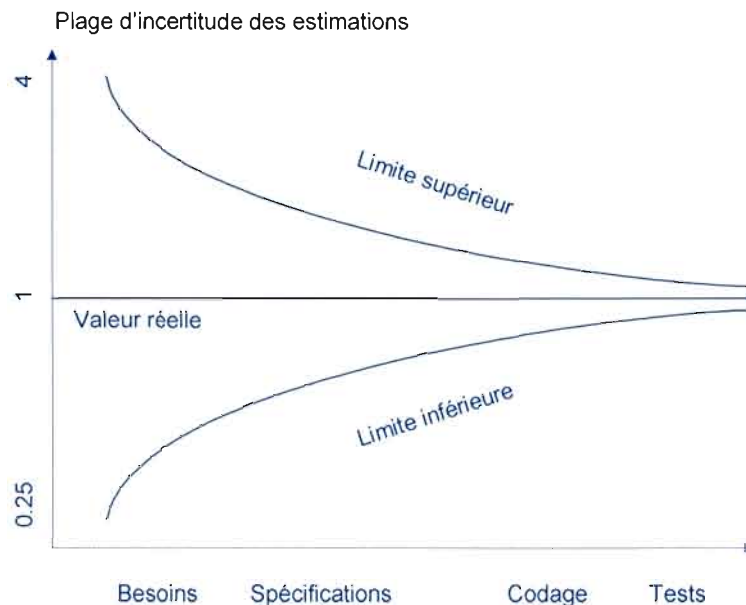 Plage d'incertitude des estimations
4
Limite supérieur
1
Valeur réelle
Limite inférieure
0.25
Besoins Spécifications Codage Tests